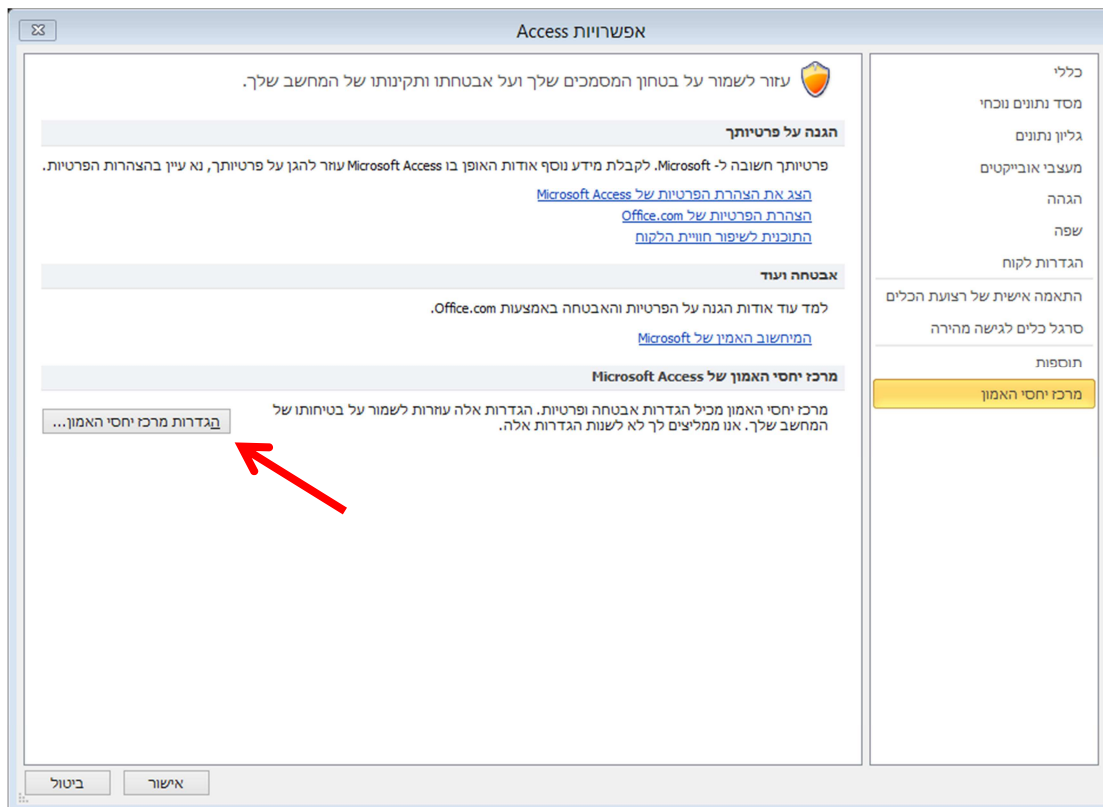 אפשרויות Access
כללי
מסד נתונים נוכחי
גליון נתונים
מעצבי אובייקטים
הגהה
שפה
הגדרות לקוח
התאמה אישית של רצועת הכלים
סרגל כלים לגישה מהירה
תוספות
מרכז יחסי האמון
עזור לשמור על בטחון המסמכים שלך ועל אבטחתו ותקינותו של המחשב שלך.
הגנה על פרטיותך
פרטיותך חשובה ל- Microsoft. לקבלת מידע נוסף אודות האופן בו Microsoft Access עוזר להגן על פרטיותך, נא עיין בהצהרות הפרטיות.
הצג את הצהרת הפרטיות של Microsoft Access
הצהרת הפרטיות של Office.com
התוכנית לשיפור חוויית הלקוח
אבטחה ועוד
למד עוד אודות הגנה על הפרטיות והאבטחה באמצעות Office.com.
המיחשוב האמין של Microsoft
מרכז יחסי האמון של Microsoft Access
מרכז יחסי האמון מכיל הגדרות אבטחה ופרטיות. הגדרות אלה עוזרות לשמור על בטיחותו של
המחשב שלך. אנו ממליצים לך לא לשנות הגדרות אלה.
הגדרות מרכז יחסי האמון...
אישור
ביטול